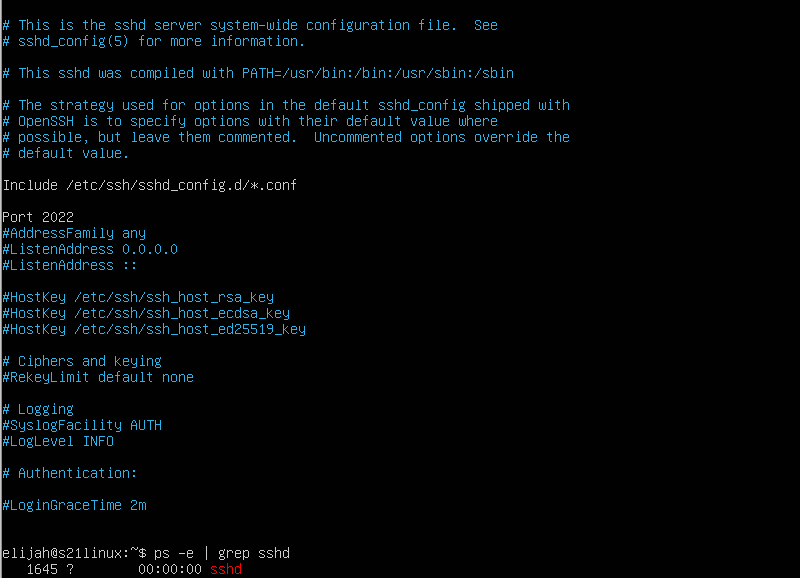 # This is the sshd server system-wide configuration file.  See
# sshd_config(5) for more information.
# This sshd was compiled with PATH=/usr/bin:/bin:/usr/sbin:/sbin
# The strategy used for options in the default sshd_config shipped with
# OpenSSH is to specify options with their default value where
# possible, but leave them commented.  Uncommented options override the
# default value.
Include /etc/ssh/sshd_config.d/*.conf
Port 2022
#AddressFamily any
#ListenAddress 0.0.0.0
#ListenAddress ::
#HostKey /etc/ssh/ssh_host_rsa_key
#HostKey /etc/ssh/ssh_host_ecdsa_key
#HostKey /etc/ssh/ssh_host_ed25519_key
# Ciphers and keying
#RekeyLimit default none
# Logging
#SyslogFacility AUTH
#LogLevel INFO
# Authentication:
#LoginGraceTime 2m
elijah@s21linux:~$ ps -e | grep sshd
   1645 ?        00:00:00 sshd